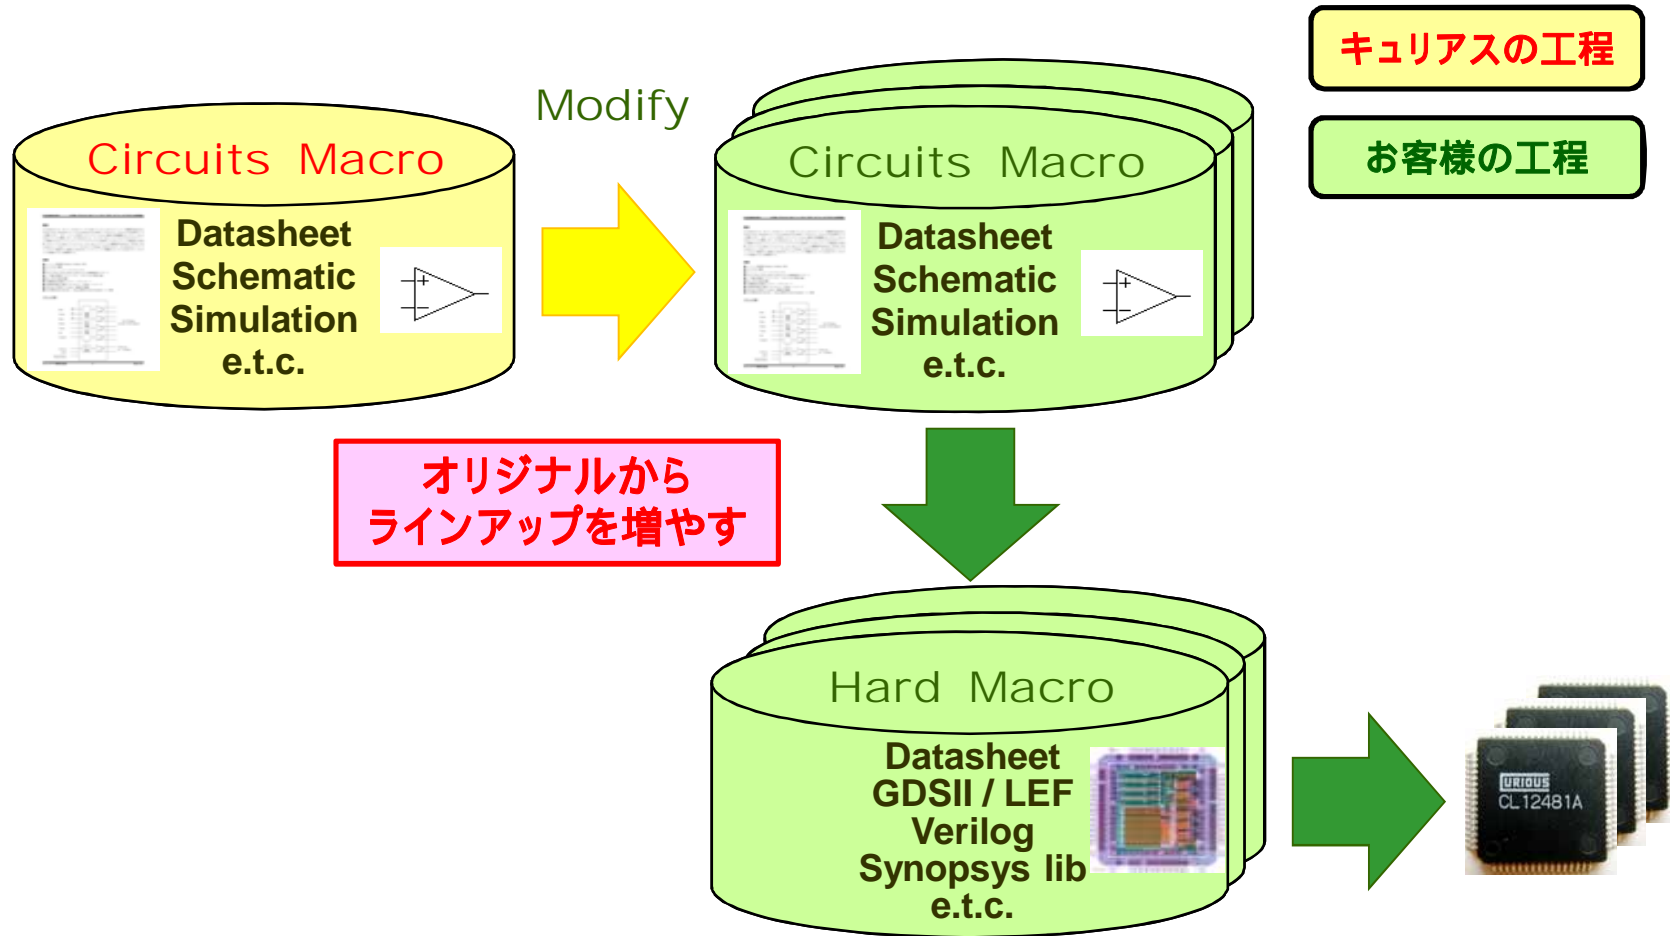 キュリアスの工程
お客様の工程
Modify
Circuits Macro
Datasheet
Schematic
Simulation
e.t.c.
Circuits Macro
Datasheet
Schematic
Simulation
e.t.c.
オリジナルから
ラインアップを増やす
Hard Macro
Datasheet
GDSII / LEF
Verilog
Synopsys lib
e.t.c.
CURIOUS
CL12481A